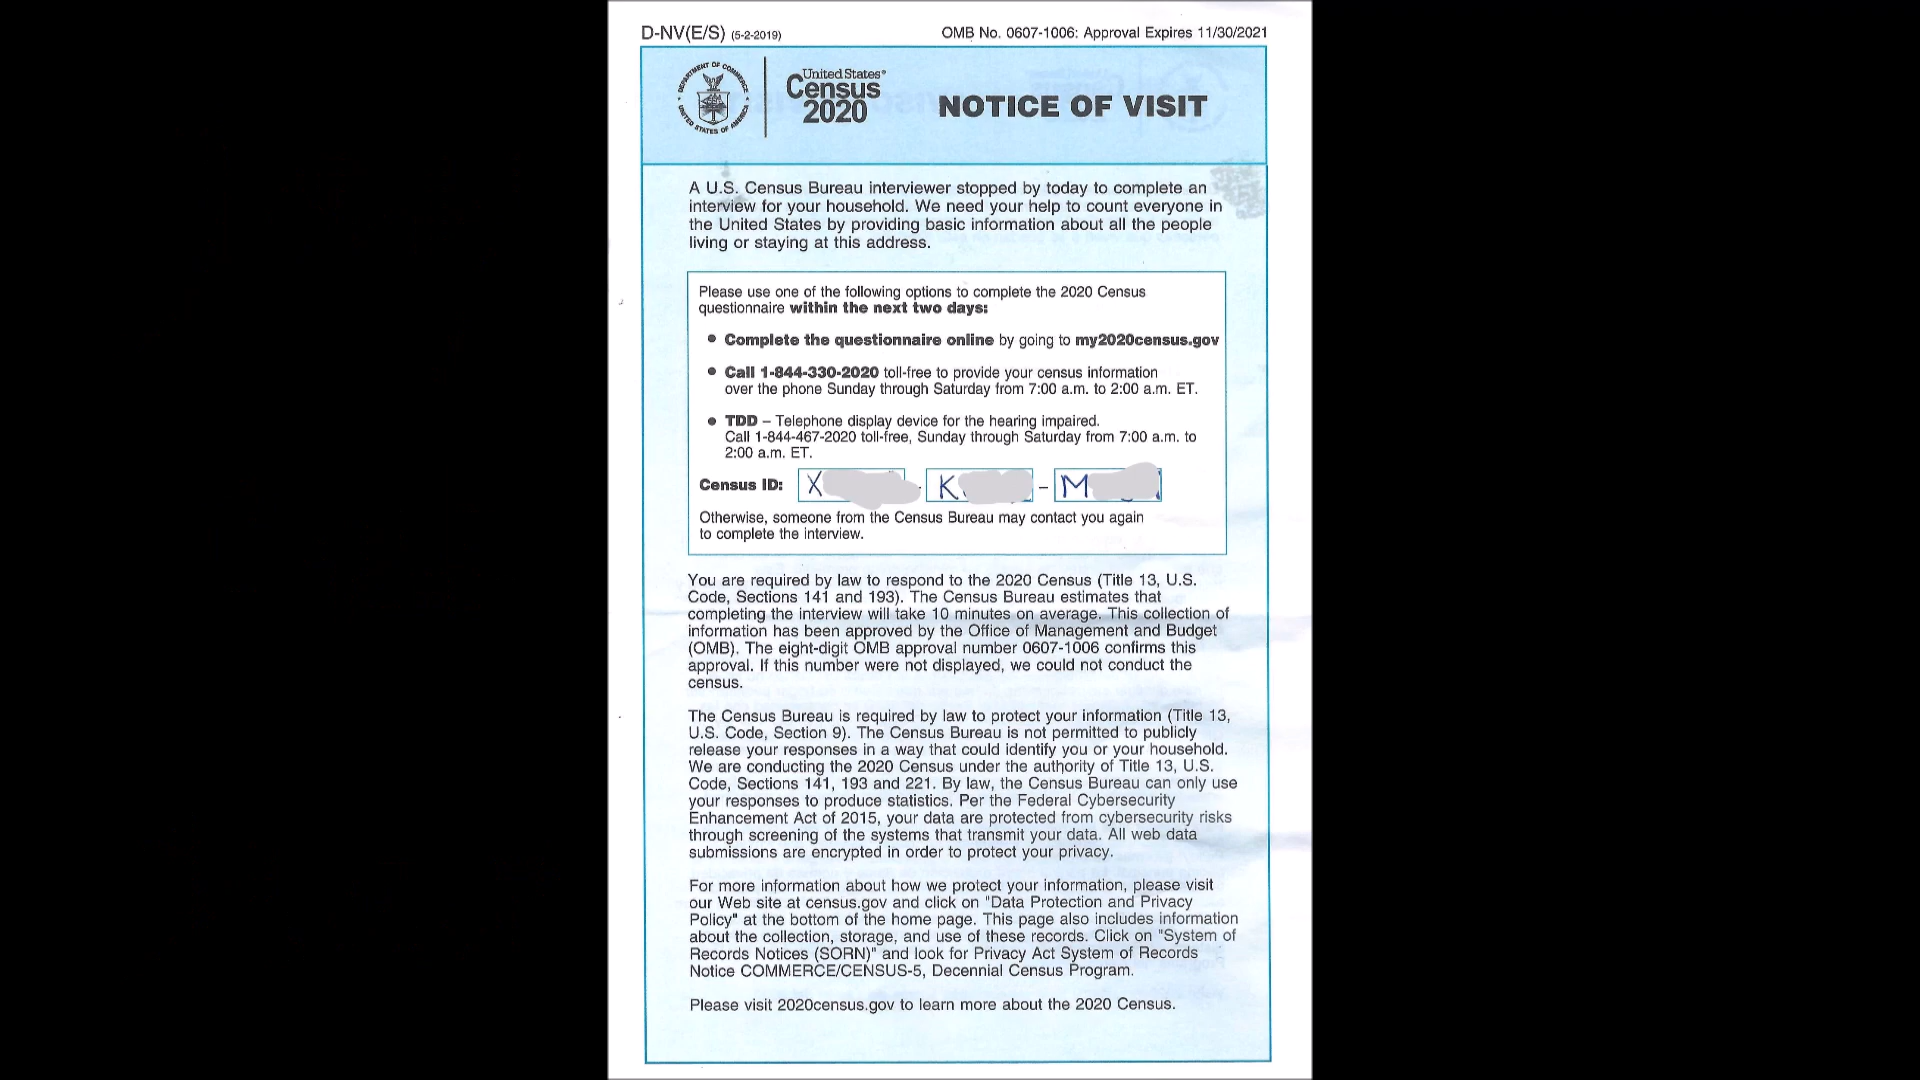 D-NV(E/S) (5-2-2019)
OMB No. 0607-1006: Approval Expires 11/30/2021
DEPARTMENT OF COMMERCE
UNITED STATES OF AMERICA
United States®
Census
2020
NOTICE OF VISIT
A U.S. Census Bureau interviewer stopped by today to complete an
interview for your household. We need your help to count everyone in
the United States by providing basic information about all the people
living or staying at this address.
Please use one of the following options to complete the 2020 Census
questionnaire within the next two days:
• Complete the questionnaire online by going to my2020census.gov
• Call 1-844-330-2020 toll-free to provide your census information
over the phone Sunday through Saturday from 7:00 a.m. to 2:00 a.m. ET.
• TDD – Telephone display device for the hearing impaired.
Call 1-844-467-2020 toll-free, Sunday through Saturday from 7:00 a.m. to
2:00 a.m. ET.
Census ID: X - K - M
Otherwise, someone from the Census Bureau may contact you again
to complete the interview.
You are required by law to respond to the 2020 Census (Title 13, U.S.
Code, Sections 141 and 193). The Census Bureau estimates that
completing the interview will take 10 minutes on average. This collection of
information has been approved by the Office of Management and Budget
(OMB). The eight-digit OMB approval number 0607-1006 confirms this
approval. If this number were not displayed, we could not conduct the
census.
The Census Bureau is required by law to protect your information (Title 13,
U.S. Code, Section 9). The Census Bureau is not permitted to publicly
release your responses in a way that could identify you or your household.
We are conducting the 2020 Census under the authority of Title 13, U.S.
Code, Sections 141, 193 and 221. By law, the Census Bureau can only use
your responses to produce statistics. Per the Federal Cybersecurity
Enhancement Act of 2015, your data are protected from cybersecurity risks
through screening of the systems that transmit your data. All web data
submissions are encrypted in order to protect your privacy.
For more information about how we protect your information, please visit
our Web site at census.gov and click on "Data Protection and Privacy
Policy" at the bottom of the home page. This page also includes information
about the collection, storage, and use of these records. Click on "System of
Records Notices (SORN)" and look for Privacy Act System of Records
Notice COMMERCE/CENSUS-5, Decennial Census Program.
Please visit 2020census.gov to learn more about the 2020 Census.